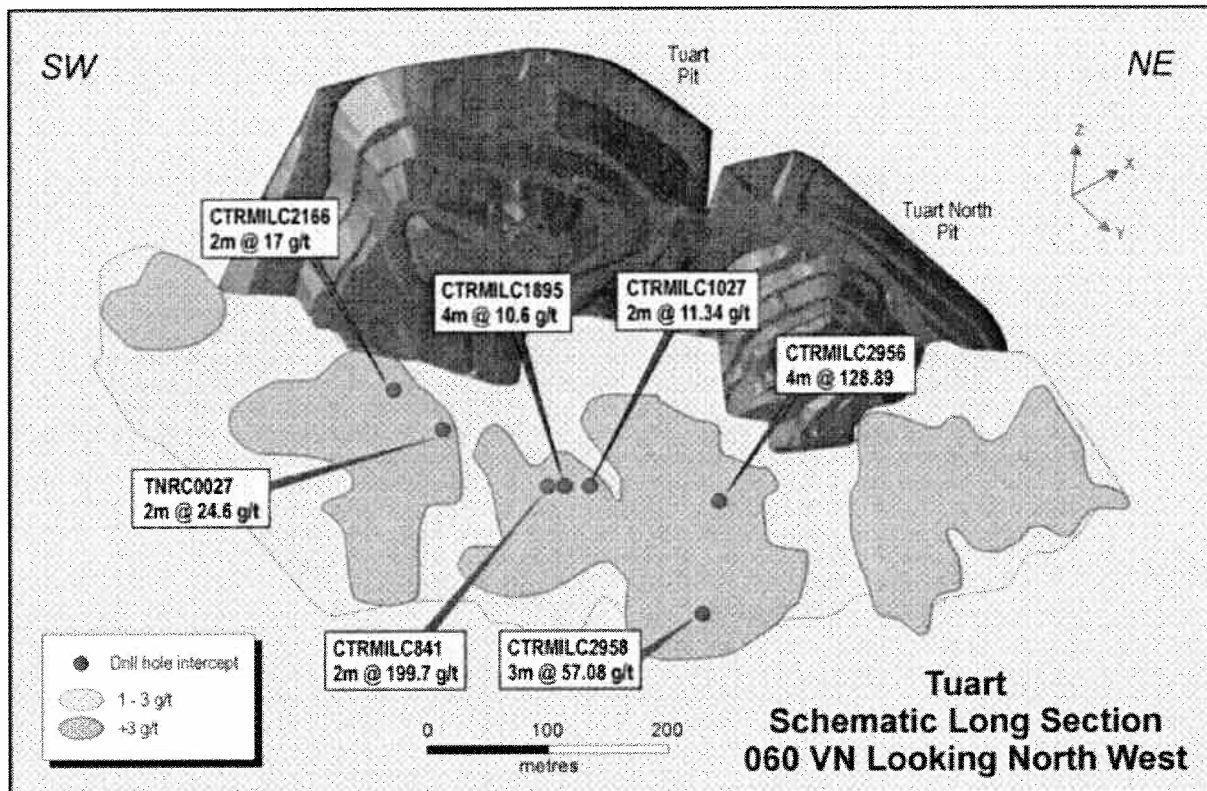 SW
Tuart
Pit
NE
Z
X
Y
Tuart North
Pit
CTRMILC2166
2m @ 17 g/t
CTRMILC1895
4m @ 10.6 g/t
CTRMILC1027
2m @ 11.34 g/t
CTRMILC2956
4m @ 128.89
TNRC0027
2m @ 24.6 g/t
CTRMILC841
2m @ 199.7 g/t
CTRMILC2958
3m @ 57.08 g/t
Drill hole intercept
1 - 3 g/t
+3 g/t
0 100 200
metres
Tuart
Schematic Long Section
060 VN Looking North West